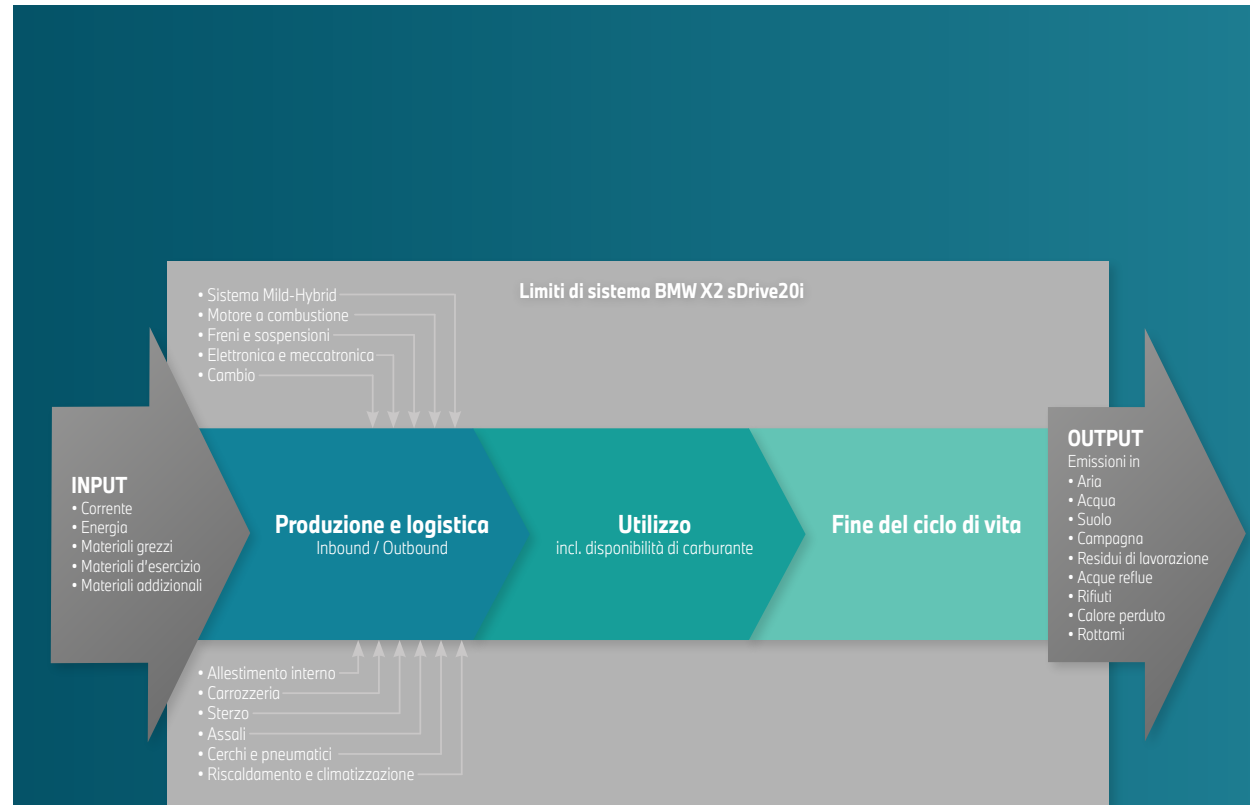 Limiti di sistema BMW X2 sDrive20i
• Sistema Mild-Hybrid
• Motore a combustione
• Freni e sospensioni
• Elettronica e meccatronica
• Cambio
INPUT
• Corrente
• Energia
• Materiali grezzi
• Materiali d'esercizio
• Materiali addizionali
Produzione e logistica
Inbound / Outbound
Utilizzo
incl. disponibilità di carburante
Fine del ciclo di vita
OUTPUT
Emissioni in
• Aria
• Acqua
• Suolo
• Campagna
• Residui di lavorazione
• Acque reflue
• Rifiuti
• Calore perduto
• Rottami
• Allestimento interno
• Carrozzeria
• Sterzo
• Assali
• Cerchi e pneumatici
• Riscaldamento e climatizzazione